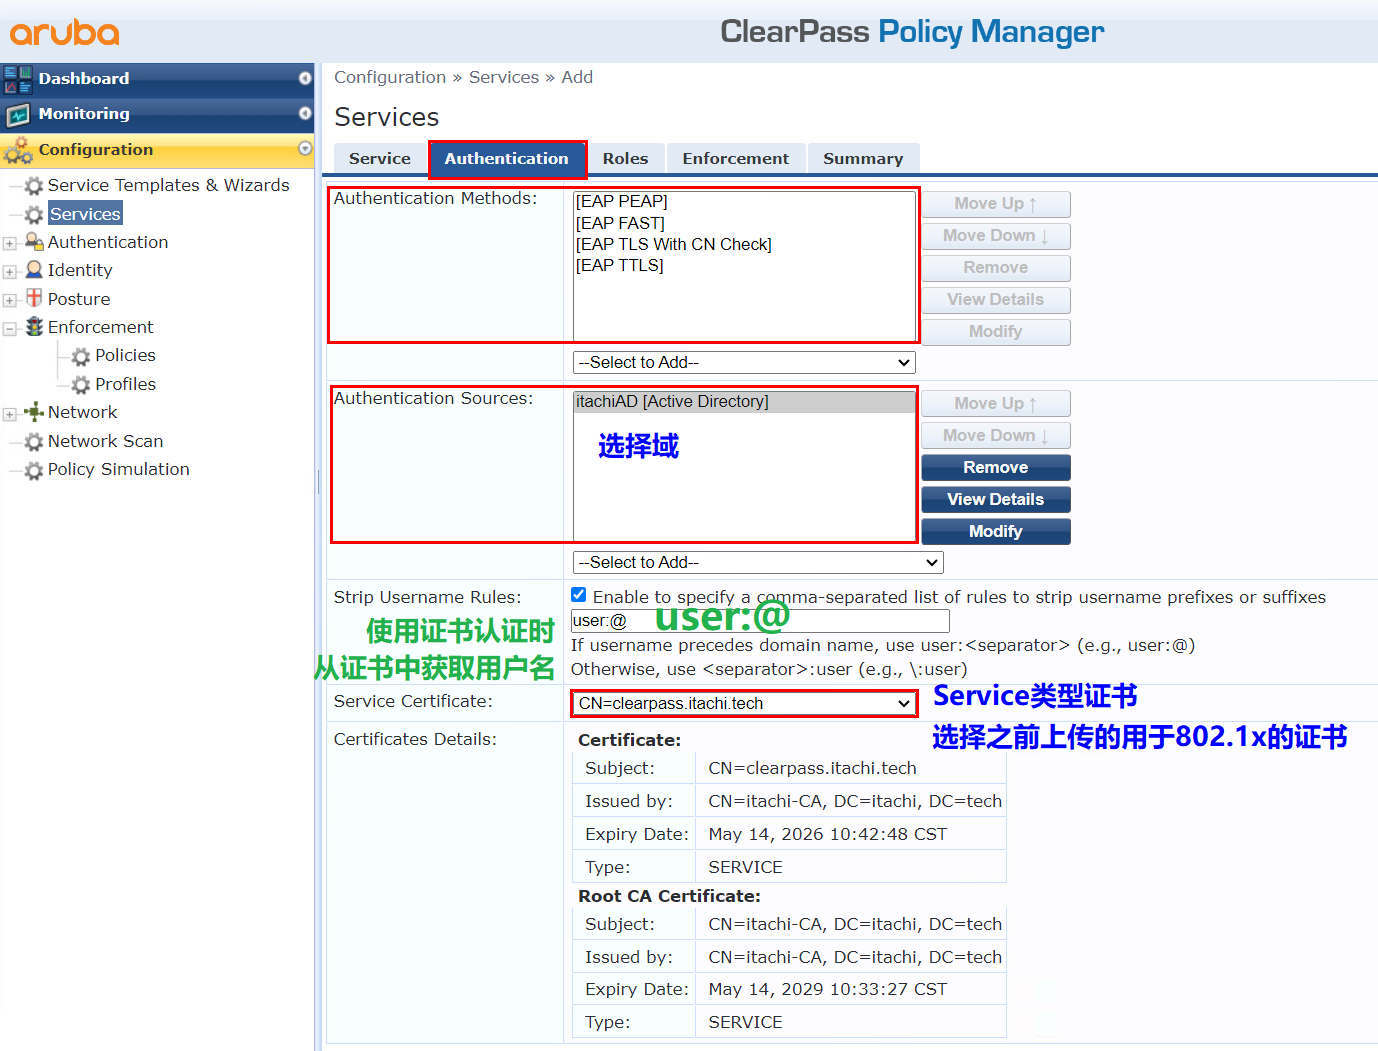 aruba
ClearPass Policy Manager
Dashboard
Monitoring
Configuration
Service Templates & Wizards
Services
Authentication
Identity
Posture
Enforcement
Policies
Profiles
Network
Network Scan
Policy Simulation
Configuration » Services » Add
Services
Service Authentication Roles Enforcement Summary
Authentication Methods:
[EAP PEAP]
[EAP FAST]
[EAP TLS With CN Check]
[EAP TTLS]
Move Up ↑
Move Down ↓
Remove
View Details
Modify
--Select to Add--
Authentication Sources:
itachiAD [Active Directory]
选择域
Move Up ↑
Move Down ↓
Remove
View Details
Modify
--Select to Add--
Strip Username Rules:
Enable to specify a comma-separated list of rules to strip username prefixes or suffixes
user:@
user:@
使用证书认证时
从证书中获取用户名
If username precedes domain name, use user:<separator> (e.g., user:@)
Otherwise, use <separator>:user (e.g., \:user)
Service Certificate:
CN=clearpass.itachi.tech
Service类型证书
选择之前上传的用于802.1x的证书
Certificates Details:
Certificate:
Subject: CN=clearpass.itachi.tech
Issued by: CN=itachi-CA, DC=itachi, DC=tech
Expiry Date: May 14, 2026 10:42:48 CST
Type: SERVICE
Root CA Certificate:
Subject: CN=itachi-CA, DC=itachi, DC=tech
Issued by: CN=itachi-CA, DC=itachi, DC=tech
Expiry Date: May 14, 2029 10:33:27 CST
Type: SERVICE